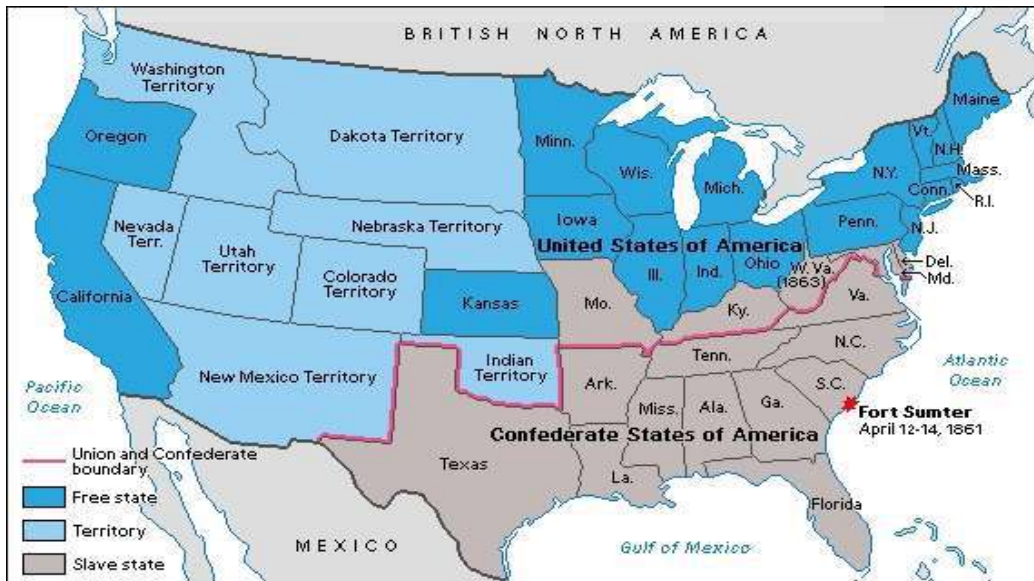 BRITISH NORTH AMERICA
Washington
Territory
Oregon
Dakota Territory
Minn.
Wis.
Mich.
Maine
Vt.
N.H.
Mass.
N.Y.
Conn.
R.I.
Nevada
Terr.
Utah
Territory
Nebraska Territory
Colorado
Territory
Iowa
United States of America
Penn.
N.J.
California
Kansas
Ill.
Ind.
Ohio
W. Va.
(1863)
Del.
Md.
Mo.
Ky.
Va.
New Mexico Territory
Indian
Territory
Tenn.
N.C.
Ark.
S.C.
Pacific
Ocean
Atlantic
Ocean
Miss.
Ala.
Ga.
Fort Sumter
April 12-14, 1861
Confederate States of America
Texas
La.
Florida
Union and Confederate
boundary
Free state
Territory
Slave state
MEXICO
Gulf of Mexico